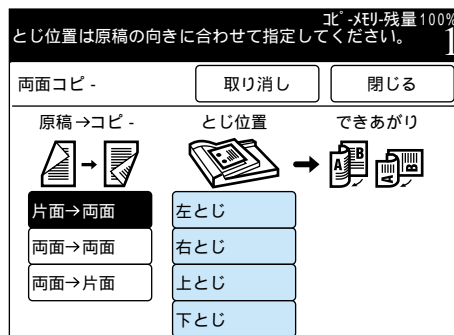 ｺﾋﾟ-ﾒﾓﾘ-残量100%
とじ位置は原稿の向きに合わせて指定してください。 1
両面コピ- 取り消し 閉じる
原稿→コピ- とじ位置 できあがり
A B A B
片面→両面 左とじ
両面→両面 右とじ
両面→片面 上とじ
下とじ